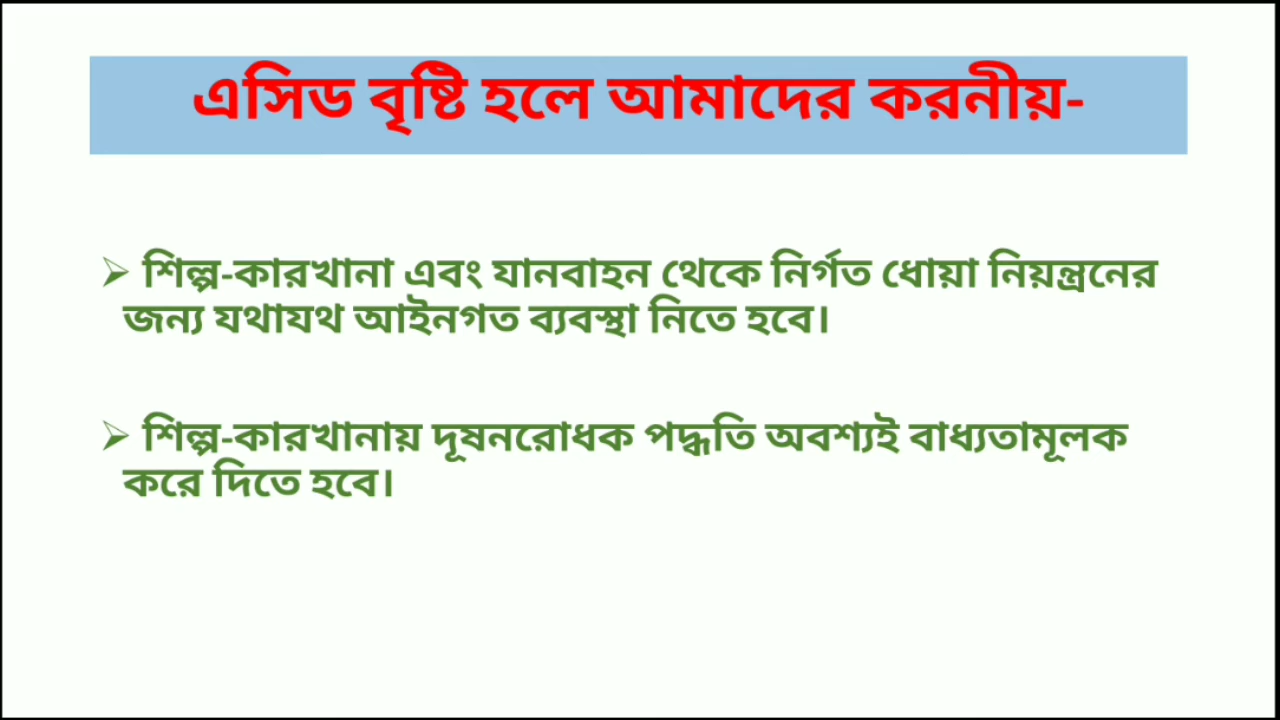 এসিড বৃষ্টি হলে আমাদের করনীয়-
➢ শিল্প-কারখানা এবং যানবাহন থেকে নির্গত ধোয়া নিয়ন্ত্রনের
জন্য যথাযথ আইনগত ব্যবস্থা নিতে হবে।
➢ শিল্প-কারখানায় দূষনরোধক পদ্ধতি অবশ্যই বাধ্যতামূলক
করে দিতে হবে।